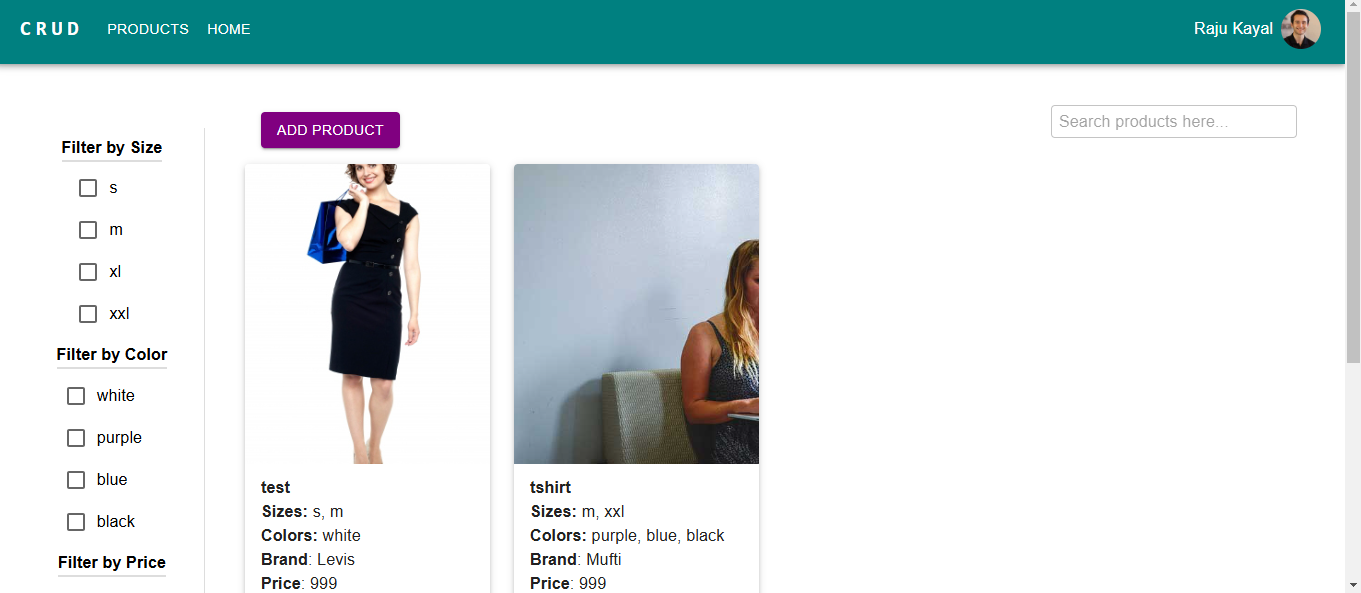 CRUD PRODUCTS HOME Raju Kayal
ADD PRODUCT
Search products here...
Filter by Size
s
m
xl
xxl
Filter by Color
white
purple
blue
black
Filter by Price
test
Sizes: s, m
Colors: white
Brand: Levis
Price: 999
tshirt
Sizes: m, xxl
Colors: purple, blue, black
Brand: Mufti
Price: 999